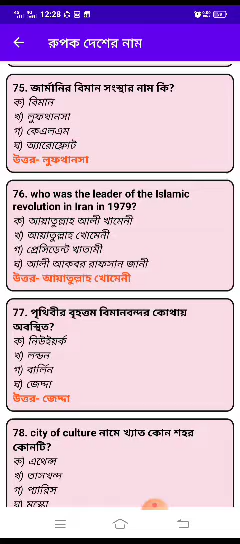 12:28
রুপক দেশের নাম
75. জার্মানির বিমান সংস্থার নাম কি?
ক) বিমান
খ) লুফথানসা
গ) কেএলএম
ঘ) অ্যারোফ্লোট
উত্তর- লুফথানসা
76. who was the leader of the Islamic
revolution in Iran in 1979?
ক) আয়াতুল্লাহ আলী খামেনী
খ) আয়াতুল্লাহ খোমেনী
গ) প্রেসিডেন্ট খাতামী
ঘ) আলী আকবর রাফসান জানী
উত্তর- আয়াতুল্লাহ খোমেনী
77. পৃথিবীর বৃহত্তম বিমানবন্দর কোথায়
অবস্থিত?
ক) নিউইয়র্ক
খ) লন্ডন
গ) বার্লিন
ঘ) জেদ্দা
উত্তর- জেদ্দা
78. city of culture নামে খ্যাত কোন শহর
কোনটি?
ক) এথেন্স
খ) তাসখন্দ
গ) প্যারিস
ঘ) মস্কো